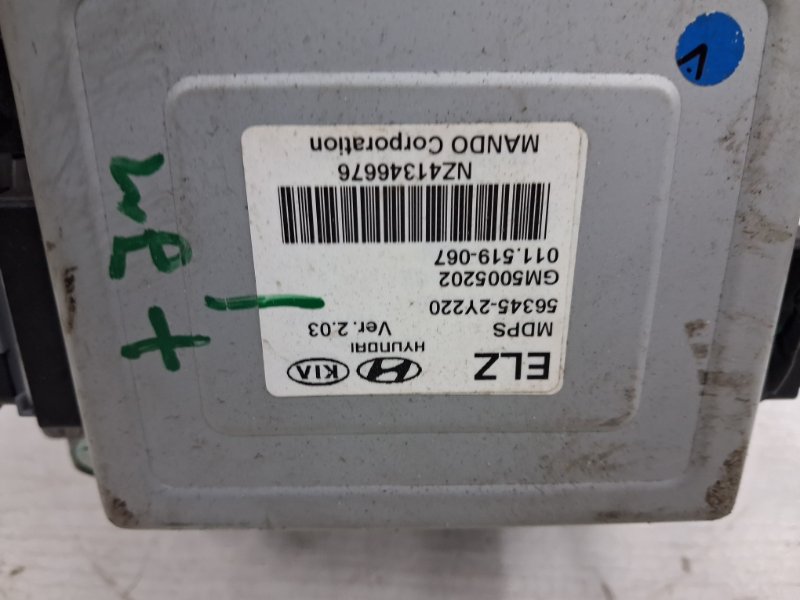 ELZ
HYUNDAI
KIA
MDPS
Ver.2.03
56345-2Y220
GM5005202
011.519-067
NZ41346676
MANDO Corporation